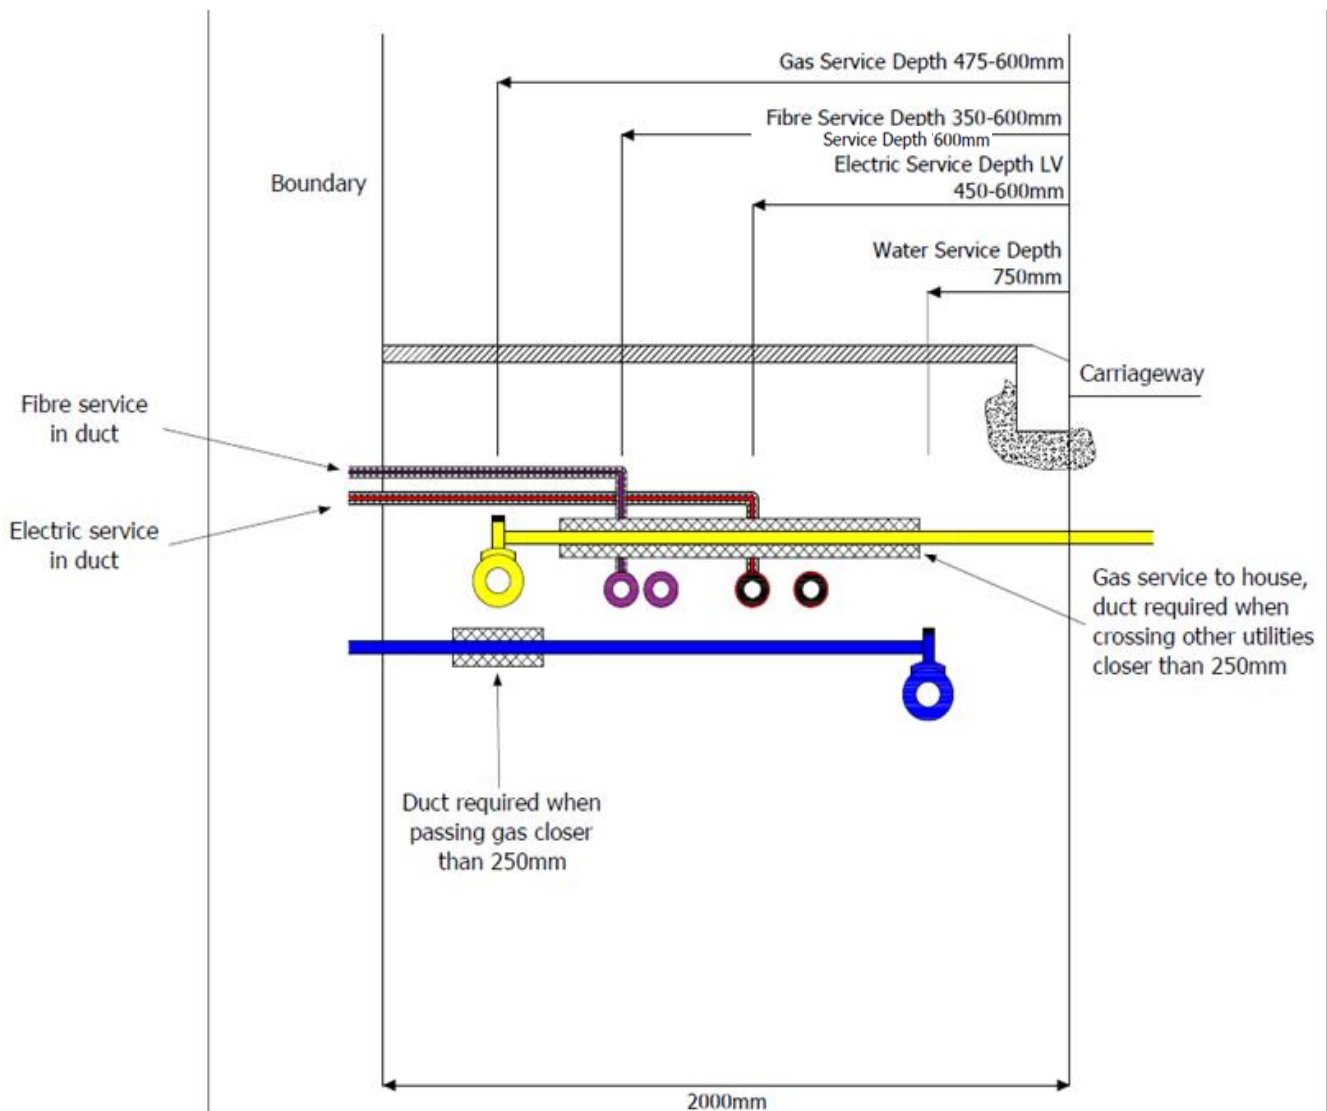 Gas Service Depth 475-600mm
Fibre Service Depth 350-600mm
Service Depth 600mm
Electric Service Depth LV
450-600mm
Boundary
Water Service Depth
750mm
Carriageway
Fibre service
in duct
Electric service
in duct
Gas service to house,
duct required when
crossing other utilities
closer than 250mm
Duct required when
passing gas closer
than 250mm
2000mm